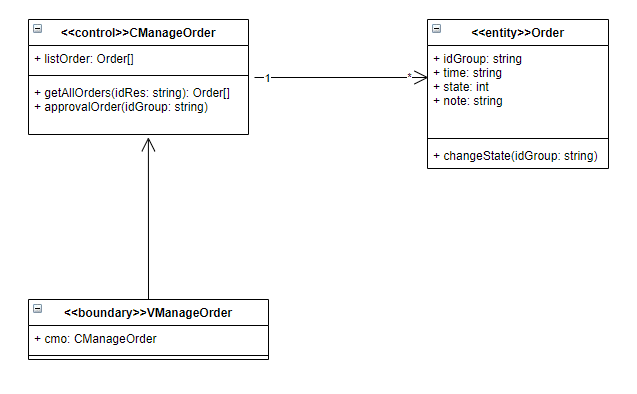 <<control>>CManageOrder
+ listOrder: Order[]
+ getAllOrders(idRes: string): Order[]
+ approvalOrder(idGroup: string)
1
*
<<entity>>Order
+ idGroup: string
+ time: string
+ state: int
+ note: string
+ changeState(idGroup: string)
<<boundary>>VManageOrder
+ cmo: CManageOrder